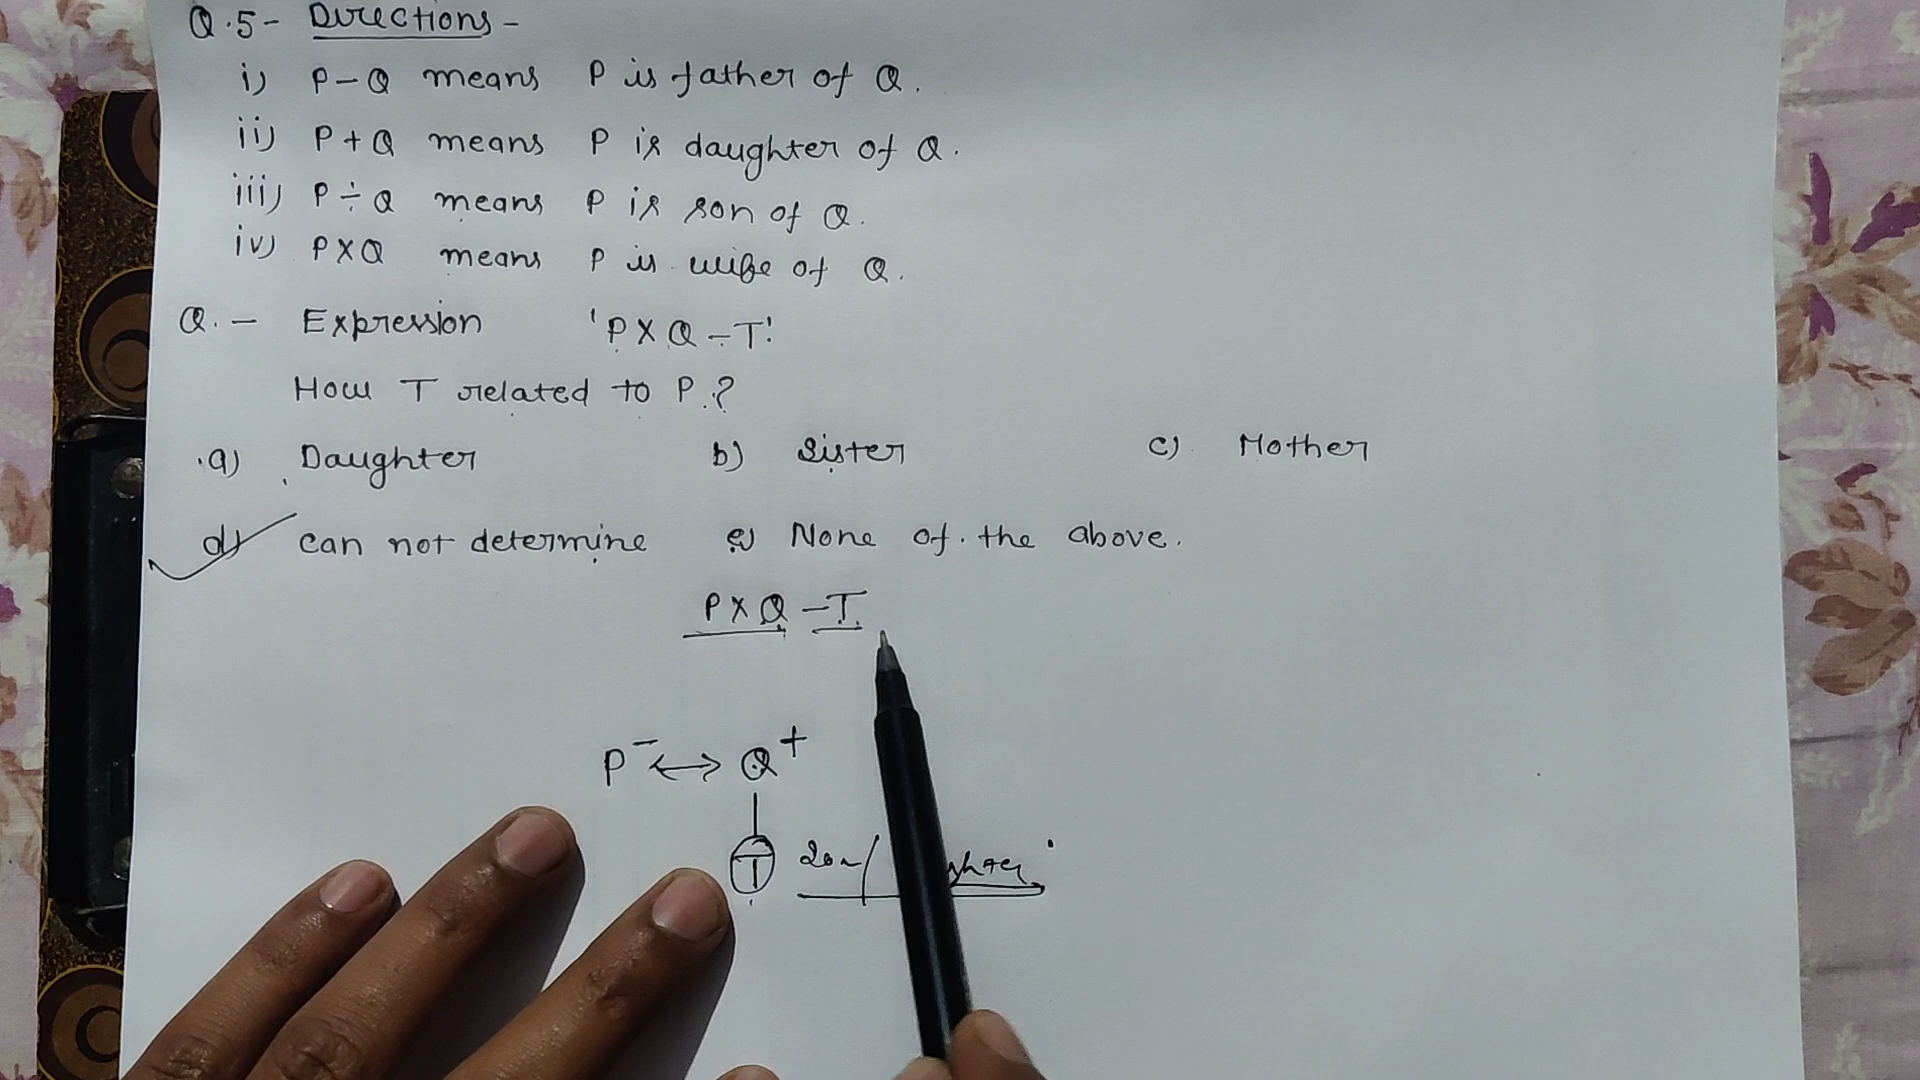 Q.5- Directions -
i) P-Q means P is father of Q.
ii) P+Q means P is daughter of Q.
iii) P÷Q means P is son of Q.
iv) P×Q means P is wife of Q.
Q.- Expression 'P×Q-T'
How T related to P.?
a) Daughter b) Sister c) Mother
d) can not determine e) None of the above.
P×Q-T
P- ↔ Q+
T son/